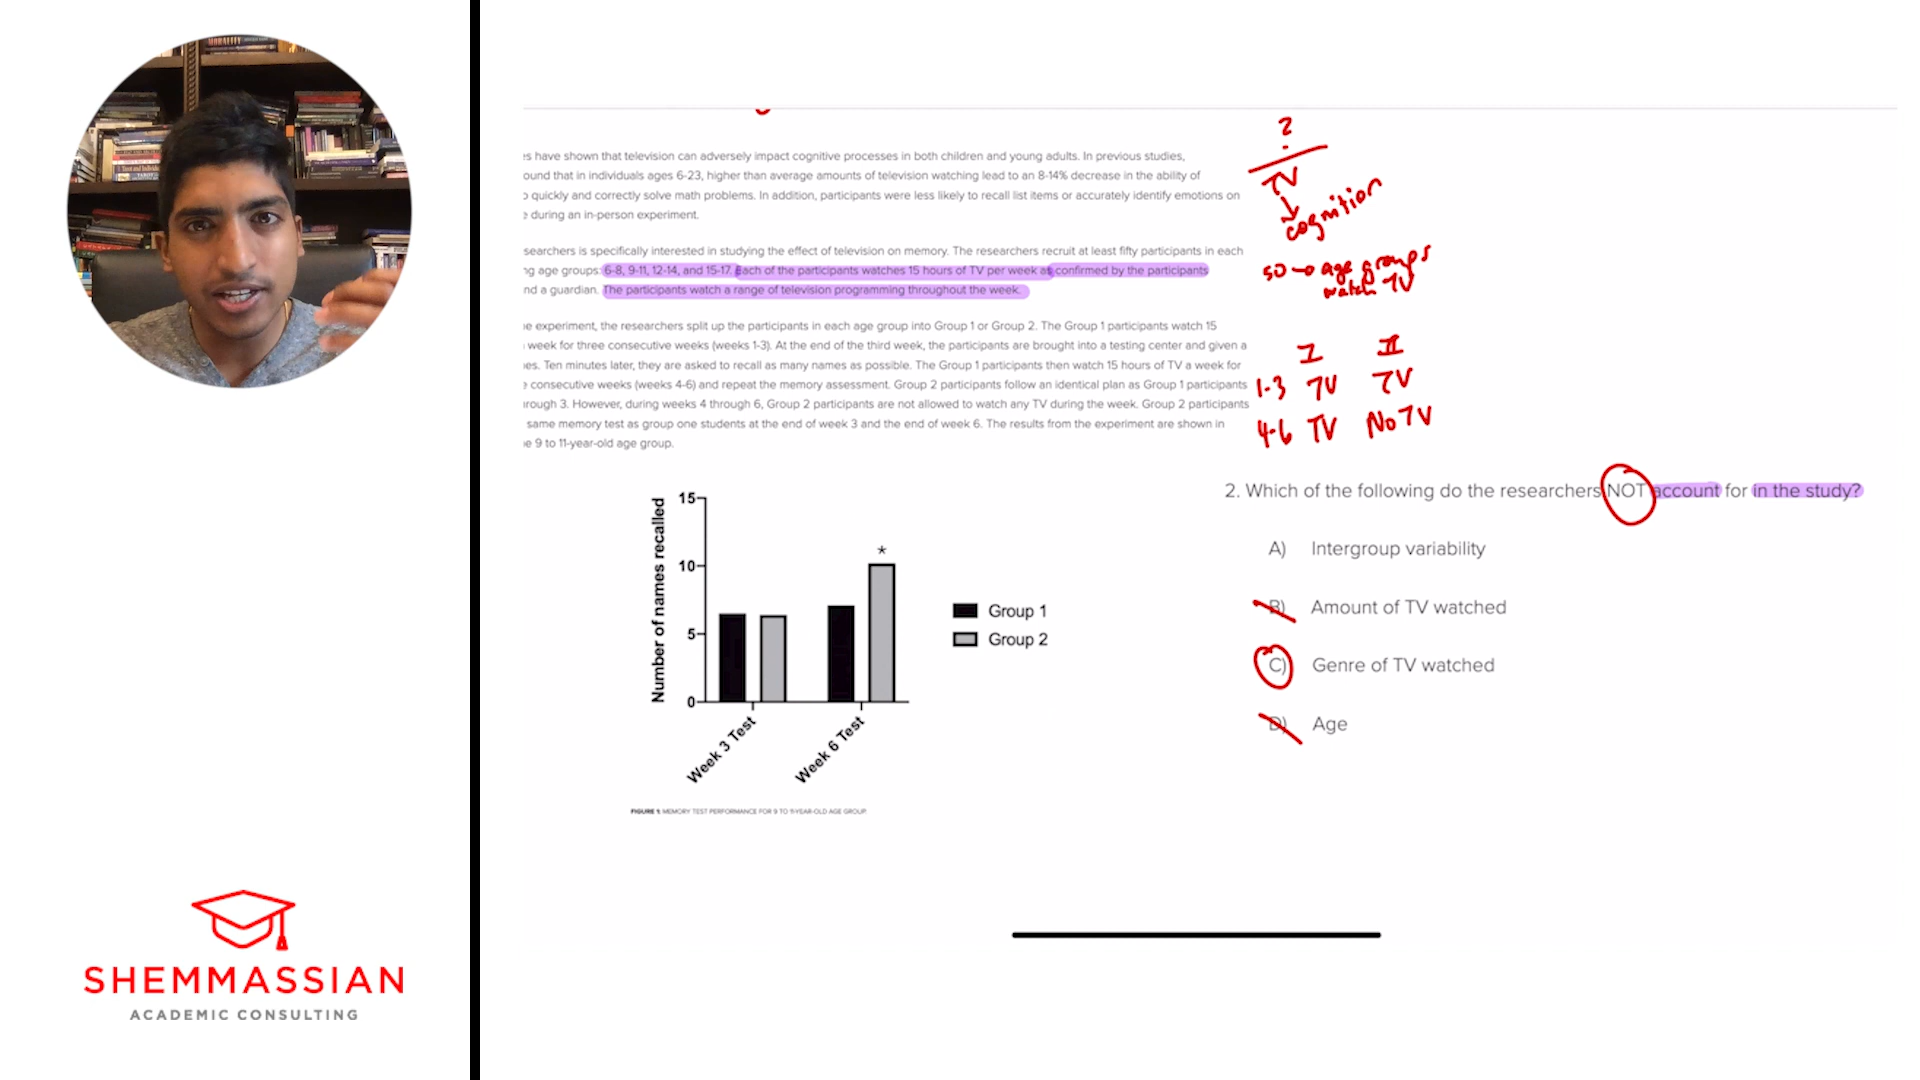 SHEMMASSIAN
ACADEMIC CONSULTING
es have shown that television can adversely impact cognitive processes in both children and young adults. In previous studies,
ound that in individuals ages 6-23, higher than average amounts of television watching lead to an 8-14% decrease in the ability of
o quickly and correctly solve math problems. In addition, participants were less likely to recall list items or accurately identify emotions on
e during an in-person experiment.
searchers is specifically interested in studying the effect of television on memory. The researchers recruit at least fifty participants in each
ng age groups: 6-8, 9-11, 12-14, and 15-17. Each of the participants watches 15 hours of TV per week as confirmed by the participants
nd a guardian. The participants watch a range of television programming throughout the week.
e experiment, the researchers split up the participants in each age group into Group 1 or Group 2. The Group 1 participants watch 15
week for three consecutive weeks (weeks 1-3). At the end of the third week, the participants are brought into a testing center and given a
es. Ten minutes later, they are asked to recall as many names as possible. The Group 1 participants then watch 15 hours of TV a week for
e consecutive weeks (weeks 4-6) and repeat the memory assessment. Group 2 participants follow an identical plan as Group 1 participants
rough 3. However, during weeks 4 through 6, Group 2 participants are not allowed to watch any TV during the week. Group 2 participants
same memory test as group one students at the end of week 3 and the end of week 6. The results from the experiment are shown in
e 9 to 11-year-old age group.
?
TV
cognition
50 → age groups
watch TV
I II
1-3 TV TV
4-6 TV No TV
Number of names recalled
15
10
5
0
*
Week 3 Test
Week 6 Test
Group 1
Group 2
FIGURE 1: MEMORY TEST PERFORMANCE FOR 9 TO 11-YEAR-OLD AGE GROUP.
2. Which of the following do the researchers NOT account for in the study?
A) Intergroup variability
B) Amount of TV watched
C) Genre of TV watched
D) Age